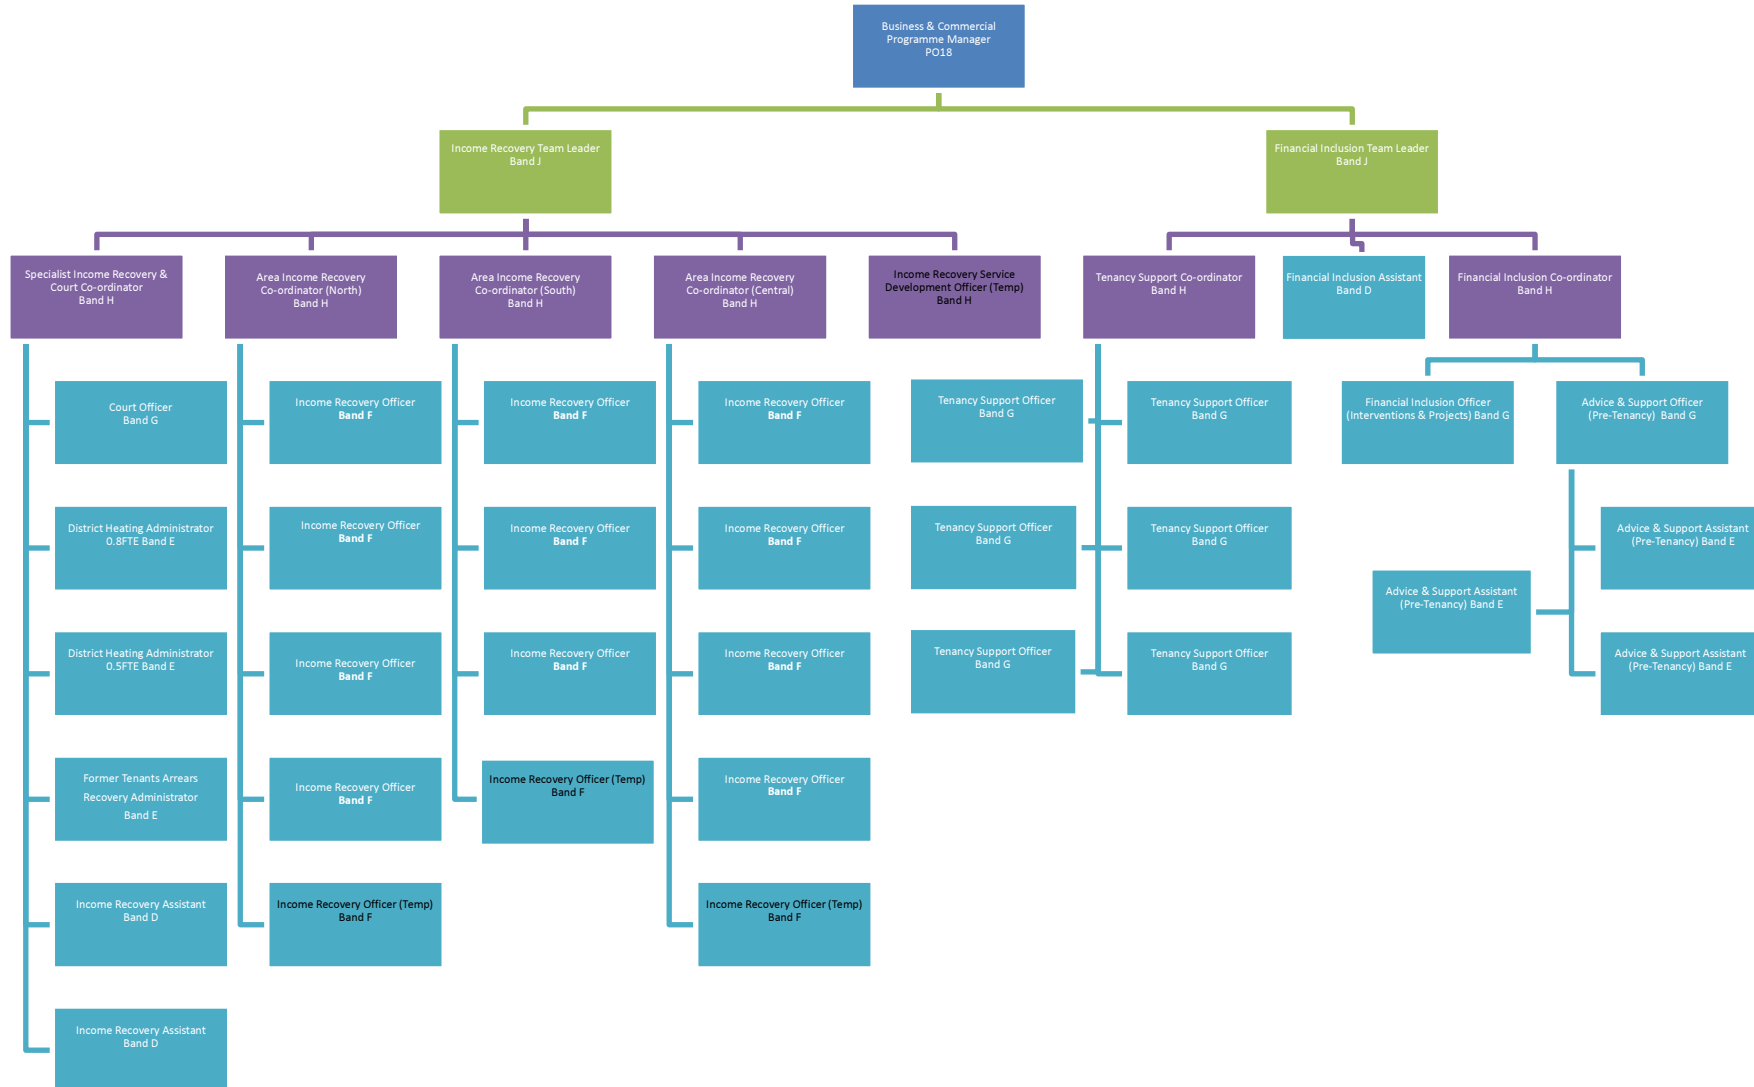 Business & Commercial
Programme Manager
PO18
Income Recovery Team Leader
Band J
Financial Inclusion Team Leader
Band J
Specialist Income Recovery &
Court Co-ordinator
Band H
Area Income Recovery
Co-ordinator (North)
Band H
Area Income Recovery
Co-ordinator (South)
Band H
Area Income Recovery
Co-ordinator (Central)
Band H
Income Recovery Service
Development Officer (Temp)
Band H
Tenancy Support Co-ordinator
Band H
Financial Inclusion Assistant
Band D
Financial Inclusion Co-ordinator
Band H
Court Officer
Band G
Income Recovery Officer
Band F
Income Recovery Officer
Band F
Income Recovery Officer
Band F
Tenancy Support Officer
Band G
Tenancy Support Officer
Band G
Financial Inclusion Officer
(Interventions & Projects) Band G
Advice & Support Officer
(Pre-Tenancy) Band G
District Heating Administrator
0.8FTE Band E
Income Recovery Officer
Band F
Income Recovery Officer
Band F
Income Recovery Officer
Band F
Tenancy Support Officer
Band G
Tenancy Support Officer
Band G
Advice & Support Assistant
(Pre-Tenancy) Band E
Advice & Support Assistant
(Pre-Tenancy) Band E
District Heating Administrator
0.5FTE Band E
Income Recovery Officer
Band F
Income Recovery Officer
Band F
Income Recovery Officer
Band F
Tenancy Support Officer
Band G
Tenancy Support Officer
Band G
Advice & Support Assistant
(Pre-Tenancy) Band E
Former Tenants Arrears
Recovery Administrator
Band E
Income Recovery Officer
Band F
Income Recovery Officer (Temp)
Band F
Income Recovery Officer
Band F
Income Recovery Assistant
Band D
Income Recovery Officer (Temp)
Band F
Income Recovery Officer (Temp)
Band F
Income Recovery Assistant
Band D